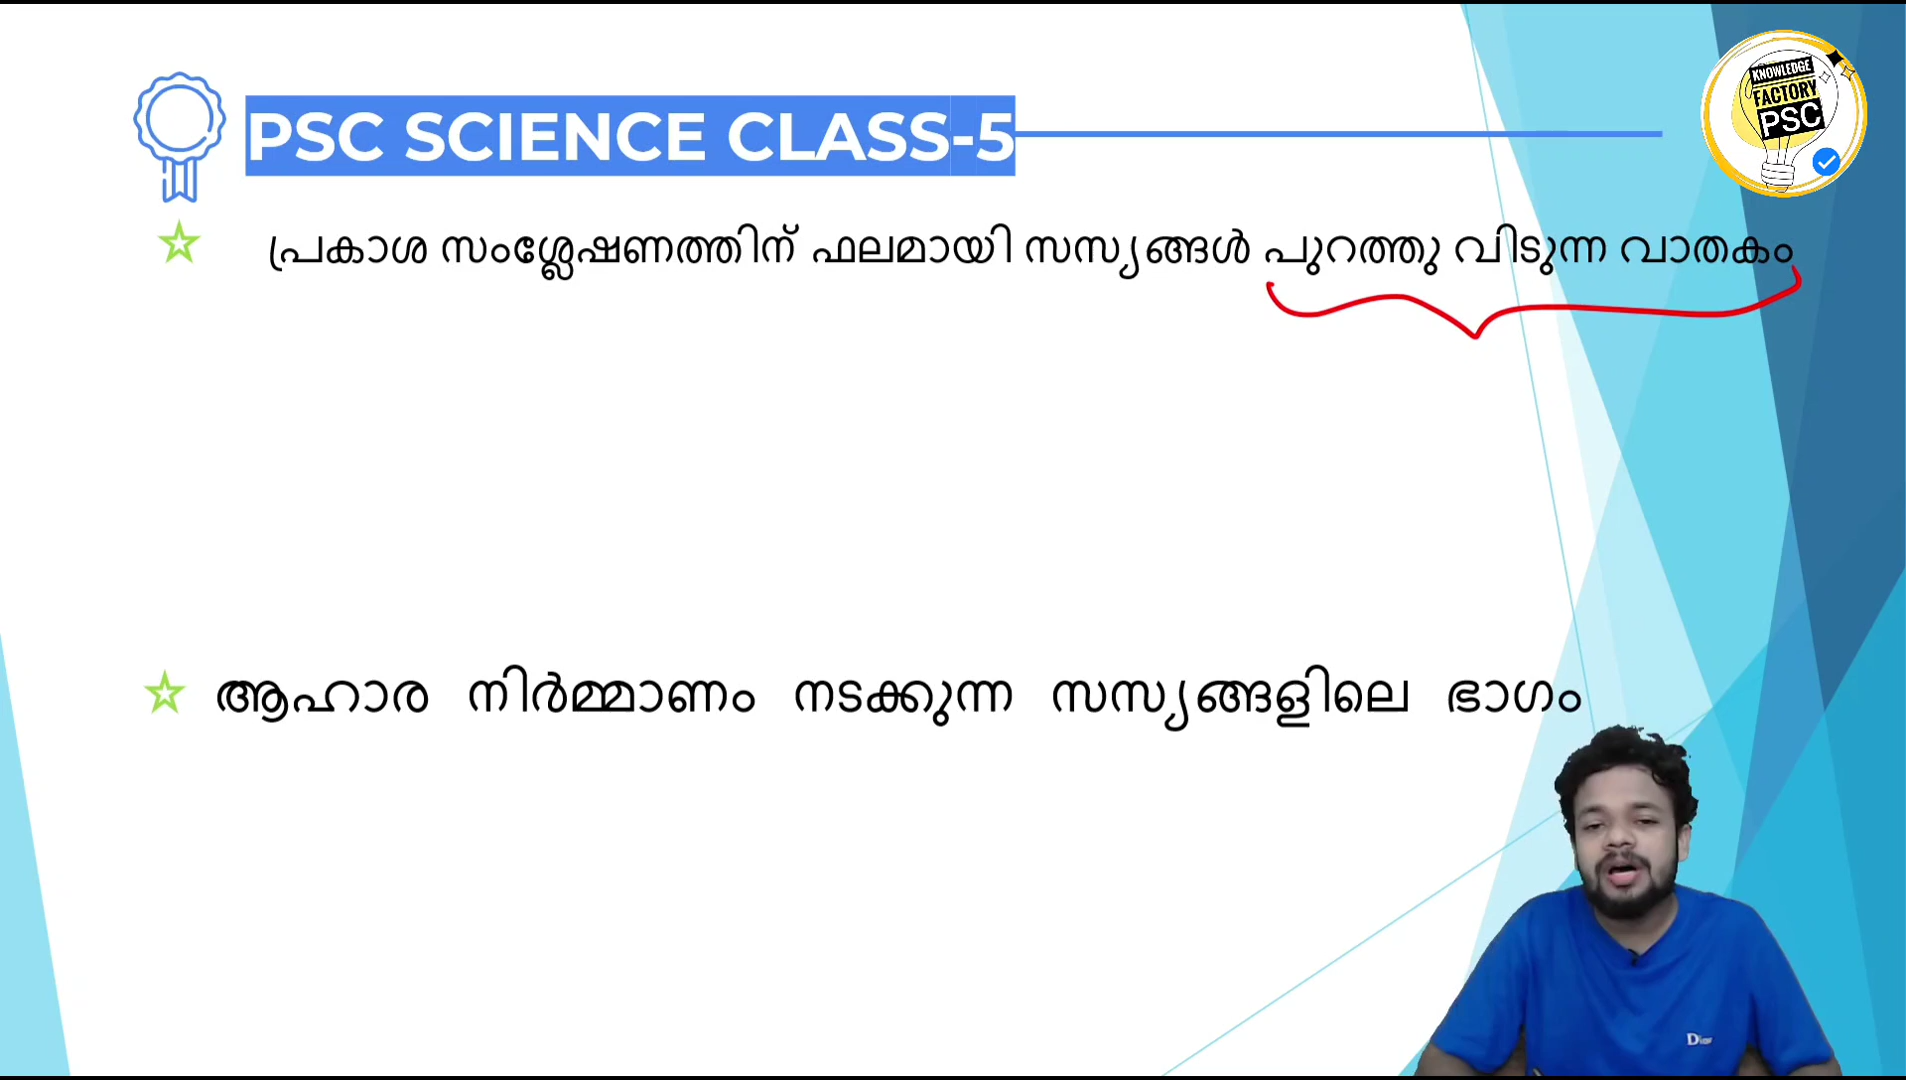 PSC SCIENCE CLASS-5
KNOWLEDGE
FACTORY
PSC
പ്രകാശ സംശ്ലേഷണത്തിന് ഫലമായി സസ്യങ്ങൾ പുറത്തു വിടുന്ന വാതകം
ആഹാര നിർമ്മാണം നടക്കുന്ന സസ്യങ്ങളിലെ ഭാഗം
Dior